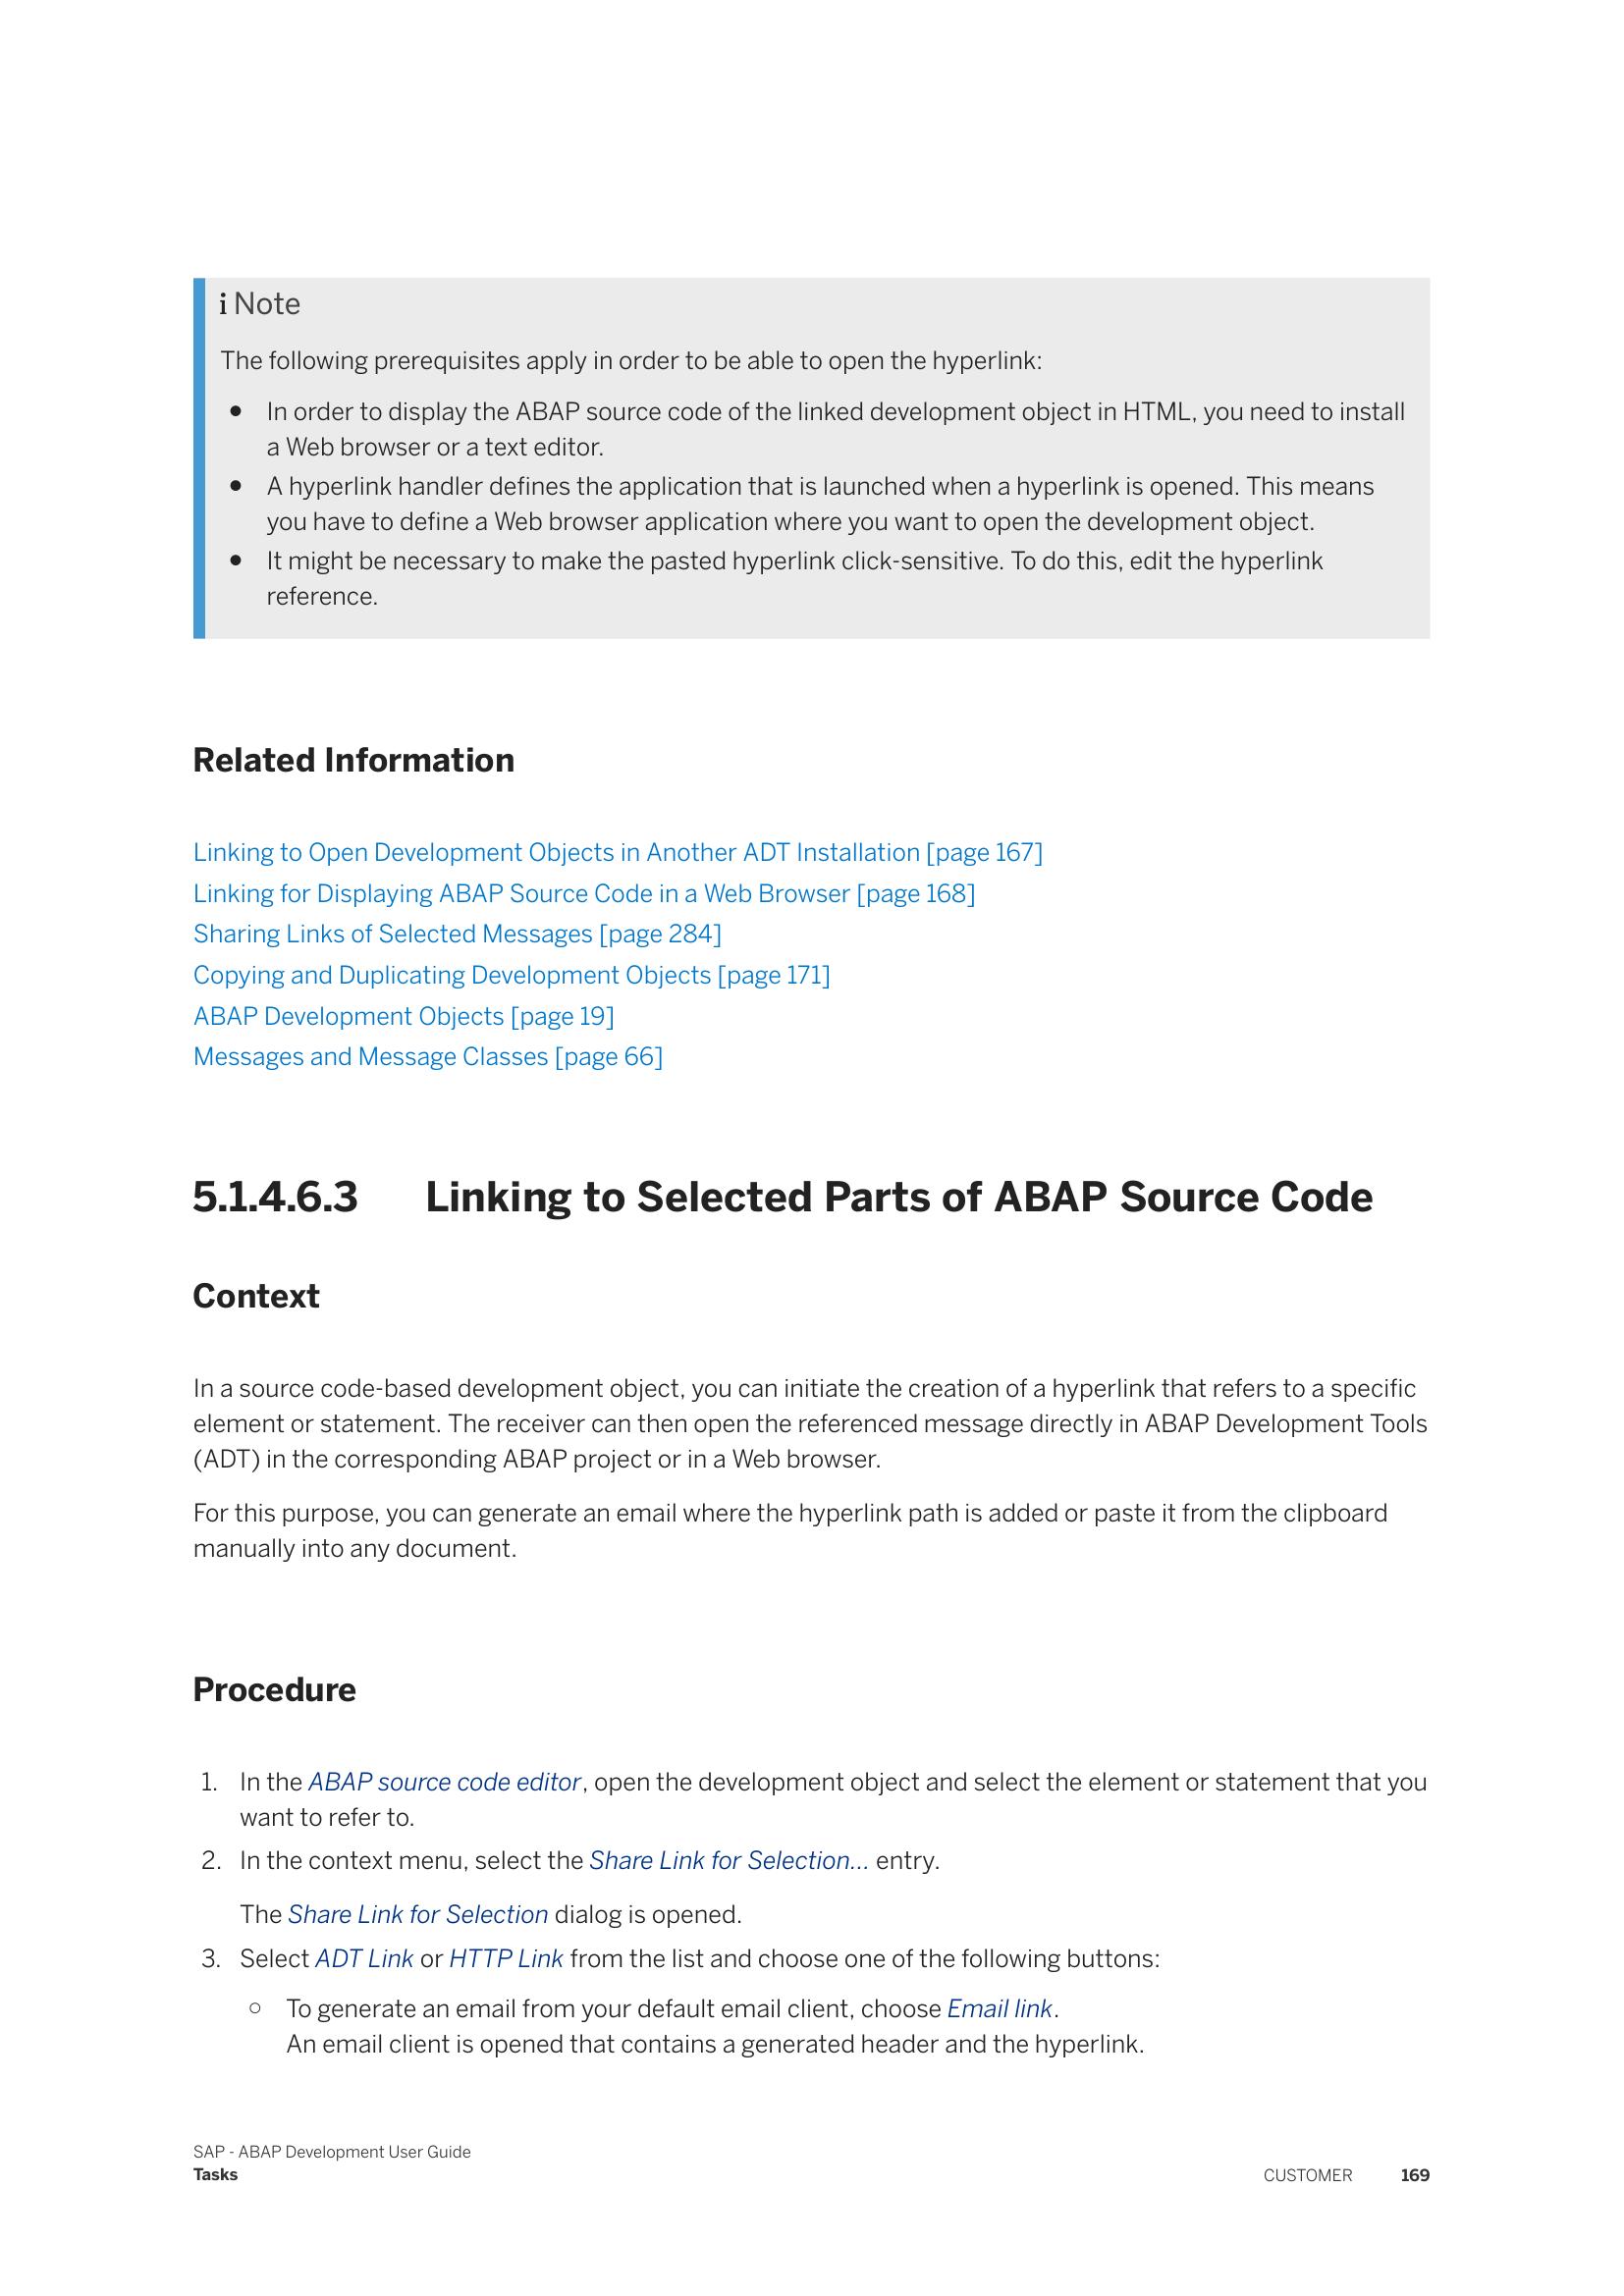 i Note
The following prerequisites apply in order to be able to open the hyperlink:
● In order to display the ABAP source code of the linked development object in HTML, you need to install
a Web browser or a text editor.
● A hyperlink handler defines the application that is launched when a hyperlink is opened. This means
you have to define a Web browser application where you want to open the development object.
● It might be necessary to make the pasted hyperlink click-sensitive. To do this, edit the hyperlink
reference.
Related Information
Linking to Open Development Objects in Another ADT Installation [page 167]
Linking for Displaying ABAP Source Code in a Web Browser [page 168]
Sharing Links of Selected Messages [page 284]
Copying and Duplicating Development Objects [page 171]
ABAP Development Objects [page 19]
Messages and Message Classes [page 66]
5.1.4.6.3 Linking to Selected Parts of ABAP Source Code
Context
In a source code-based development object, you can initiate the creation of a hyperlink that refers to a specific
element or statement. The receiver can then open the referenced message directly in ABAP Development Tools
(ADT) in the corresponding ABAP project or in a Web browser.
For this purpose, you can generate an email where the hyperlink path is added or paste it from the clipboard
manually into any document.
Procedure
1. In the ABAP source code editor, open the development object and select the element or statement that you
want to refer to.
2. In the context menu, select the Share Link for Selection... entry.
The Share Link for Selection dialog is opened.
3. Select ADT Link or HTTP Link from the list and choose one of the following buttons:
○ To generate an email from your default email client, choose Email link.
An email client is opened that contains a generated header and the hyperlink.
SAP - ABAP Development User Guide
Tasks
CUSTOMER 169